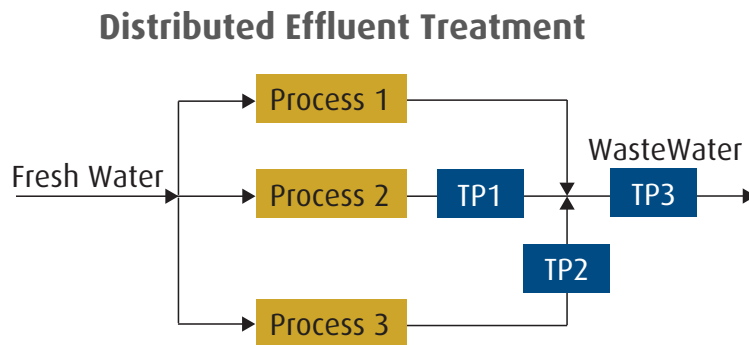 Distributed Effluent Treatment
Process 1
WasteWater
Fresh Water
Process 2
TP1
TP3
TP2
Process 3